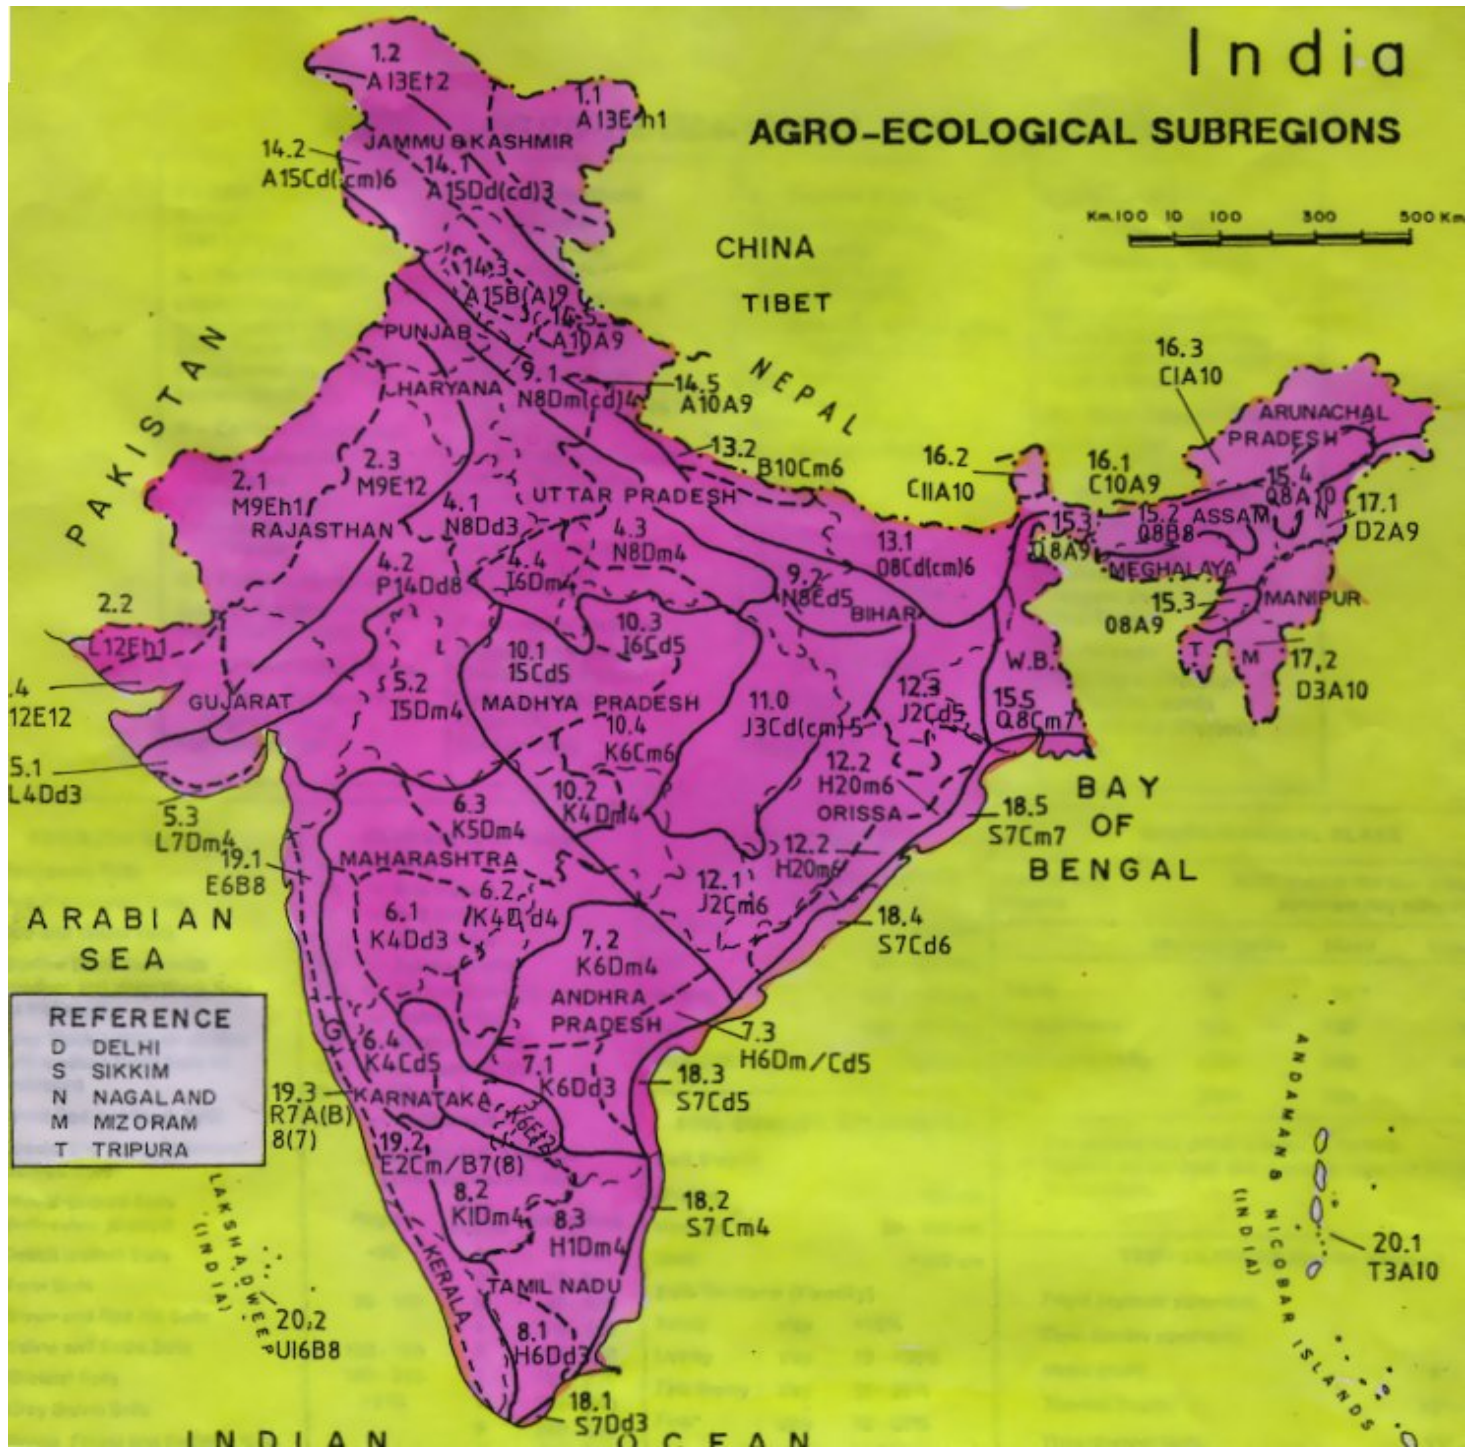 India
AGRO-ECOLOGICAL SUBREGIONS
Km.100 10 100 300 500 Km
1.2
A13Et2
1.1
A13Eh1
JAMMU & KASHMIR
14.2
A15Cd(cm)6
14.1
A15Dd(cd)3
CHINA
TIBET
14.3
A15B(A)9
14.5
A10A9
PUNJAB
NEPAL
PAKISTAN
HARYANA
9.1
N8Dm(cd)4
14.5
A10A9
16.3
C1A10
ARUNACHAL
PRADESH
13.2
B10Cm6
16.2
C11A10
16.1
C10A9
2.1
M9Eh1
2.3
M9E12
RAJASTHAN
4.1
N8Dd3
UTTAR PRADESH
4.3
N8Dm4
15.4
Q8A10
N
17.1
D2A9
15.3
Q8A9
15.2
Q8B8
ASSAM
13.1
O8Cd(cm)6
4.2
P14Dd8
4.4
I6Dm4
9.2
N8Ed5
BIHAR
MEGHALAYA
MANIPUR
15.3
O8A9
T
M
17,2
D3A10
2.2
L12Eh1
10.1
I5Cd5
10.3
I6Cd5
W.B.
.4
12E12
GUJARAT
5.2
I5Dm4
MADHYA PRADESH
11.0
J3Cd(cm)5
12.3
J2Cd5
15.5
Q8Cm7
10.4
K6Cm6
5.1
L4Dd3
5.3
L7Dm4
10.2
K4Dm4
12.2
H20m6
ORISSA
18.5
S7Cm7
BAY
OF
BENGAL
6.3
K5Dm4
19.1
E6B8
MAHARASHTRA
12.2
H20m6
12.1
J2Cm6
ARABIAN
SEA
6.1
K4Dd3
6.2
K4Dd4
18.4
S7Cd6
7.2
K6Dm4
ANDHRA
PRADESH
7.3
H6Dm/Cd5
REFERENCE
D DELHI
S SIKKIM
N NAGALAND
M MIZORAM
T TRIPURA
G
6.4
K4Cd5
7.1
K6Dd3
18.3
S7Cd5
19.3
R7A(B)
8(7)
KARNATAKA
3
K6Et2
19.2
E2Cm/B7(8)
8.2
K1Dm4
8.3
H1Dm4
18.2
S7Cm4
KERALA
TAMIL NADU
8.1
H6Dd3
18.1
S7Dd3
LAKSHADWEEP
(INDIA)
20,2
U16B8
ANDAMAN & NICOBAR ISLANDS
(INDIA)
20.1
T3A10
INDIAN OCEAN